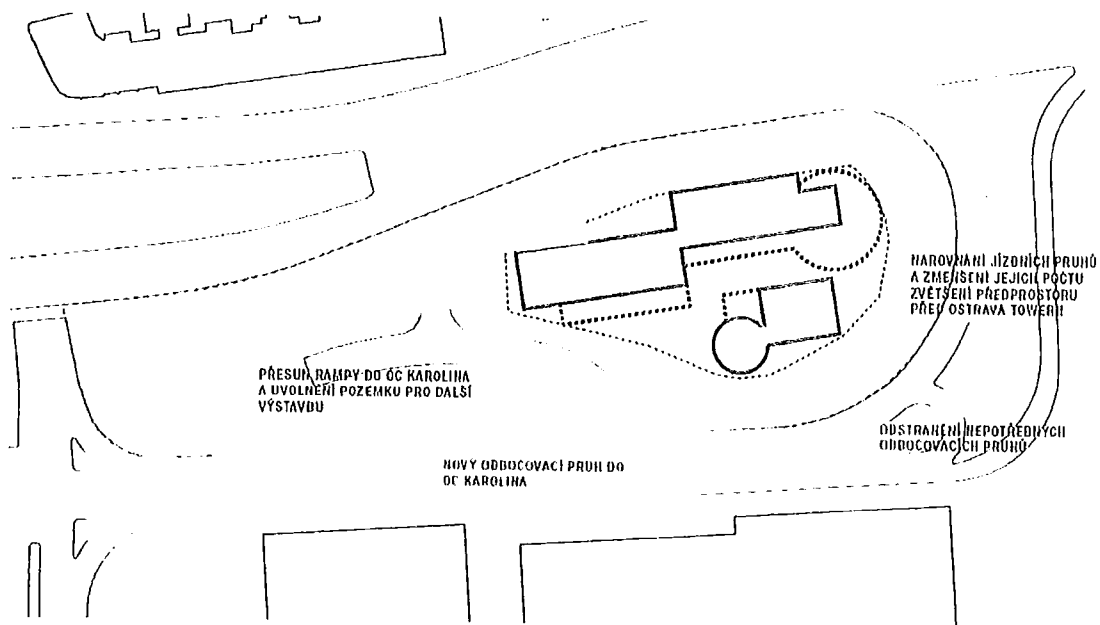 NAROVNÁNÍ JÍZDNÍCH PRUHŮ
A ZMENŠENÍ JEJICH POČTU
ZVĚTŠENÍ PŘEDPROSTORU
PŘED OSTRAVA TOWER!!
PŘESUN RAMPY DO OC KAROLINA
A UVOLNĚNÍ POZEMKU PRO DALŠÍ
VÝSTAVBU
ODSTRANĚNÍ NEPOTŘEBNÝCH
ODBOČOVACÍCH PRUHŮ
NOVÝ ODBOČOVACÍ PRUH DO
OC KAROLINA